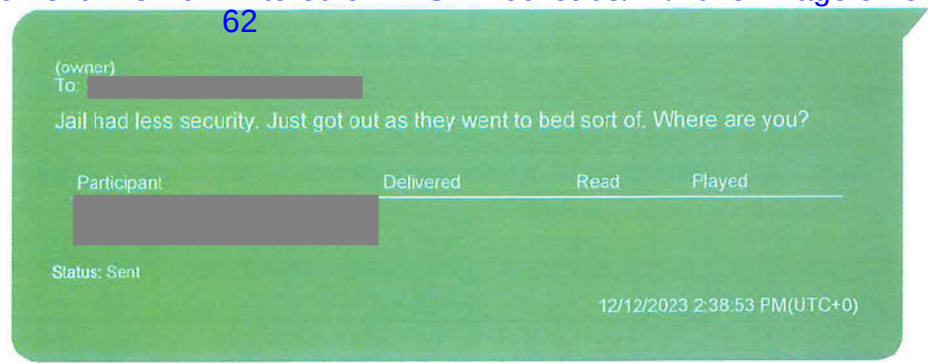 62
(owner)
To:
Jail had less security. Just got out as they went to bed sort of. Where are you?
Participant Delivered Read Played
Status: Sent
12/12/2023 2:38:53 PM(UTC+0)